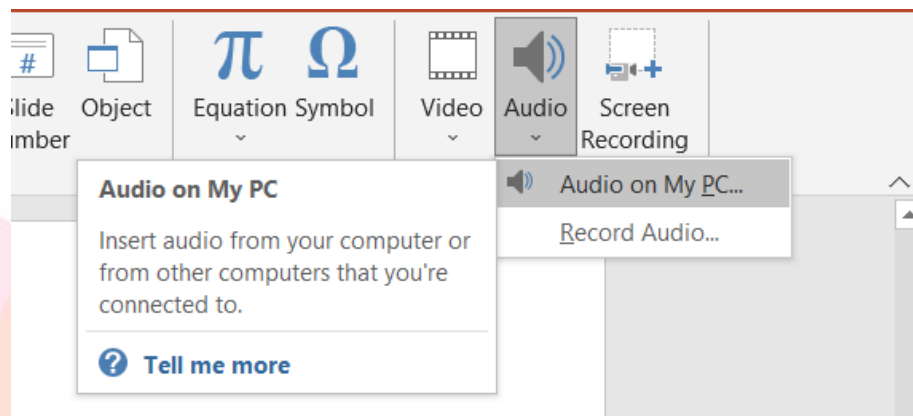 #
π Ω
Slide Object Equation Symbol Video Audio Screen
Recording
Audio on My PC
Insert audio from your computer or
from other computers that you're
connected to.
? Tell me more
Audio on My PC...
Record Audio...